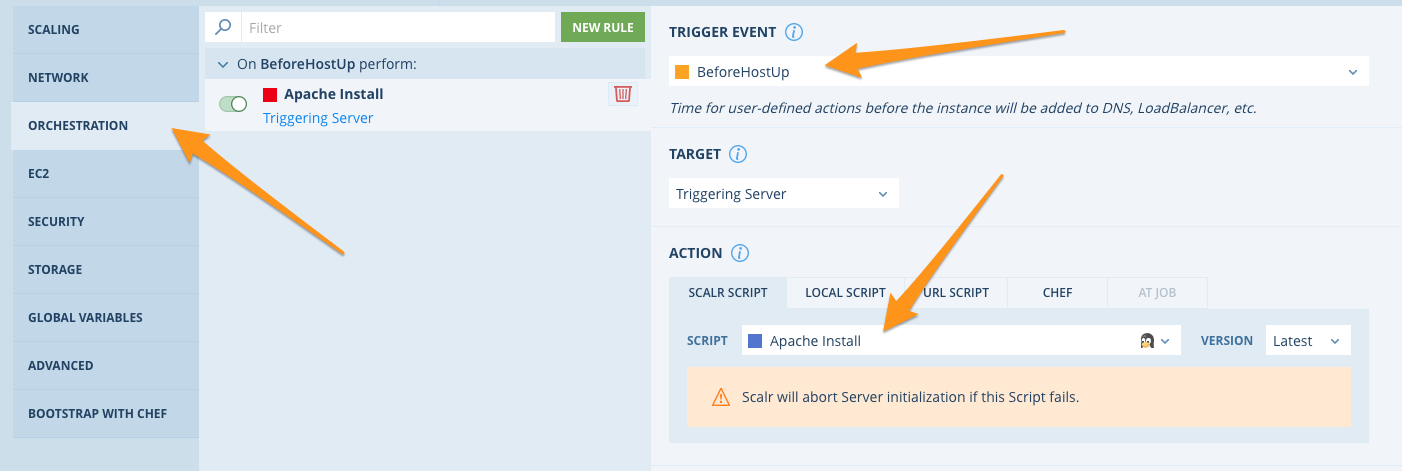 SCALING
NETWORK
ORCHESTRATION
EC2
SECURITY
STORAGE
GLOBAL VARIABLES
ADVANCED
BOOTSTRAP WITH CHEF
Filter
NEW RULE
On BeforeHostUp perform:
Apache Install
Triggering Server
TRIGGER EVENT
BeforeHostUp
Time for user-defined actions before the instance will be added to DNS, LoadBalancer, etc.
TARGET
Triggering Server
ACTION
SCALR SCRIPT LOCAL SCRIPT URL SCRIPT CHEF AT JOB
SCRIPT Apache Install VERSION Latest
Scalr will abort Server initialization if this Script fails.